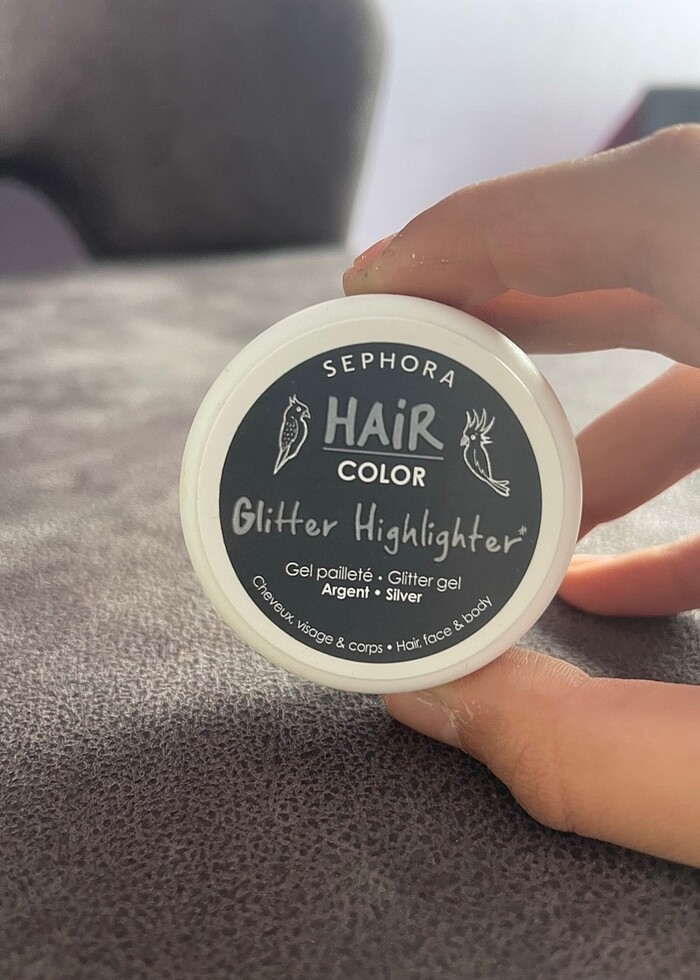 SEPHORA
HAiR
COLOR
Glitter Highlighter*
Gel pailleté • Glitter gel
Argent • Silver
Cheveux, visage & corps • Hair, face & body